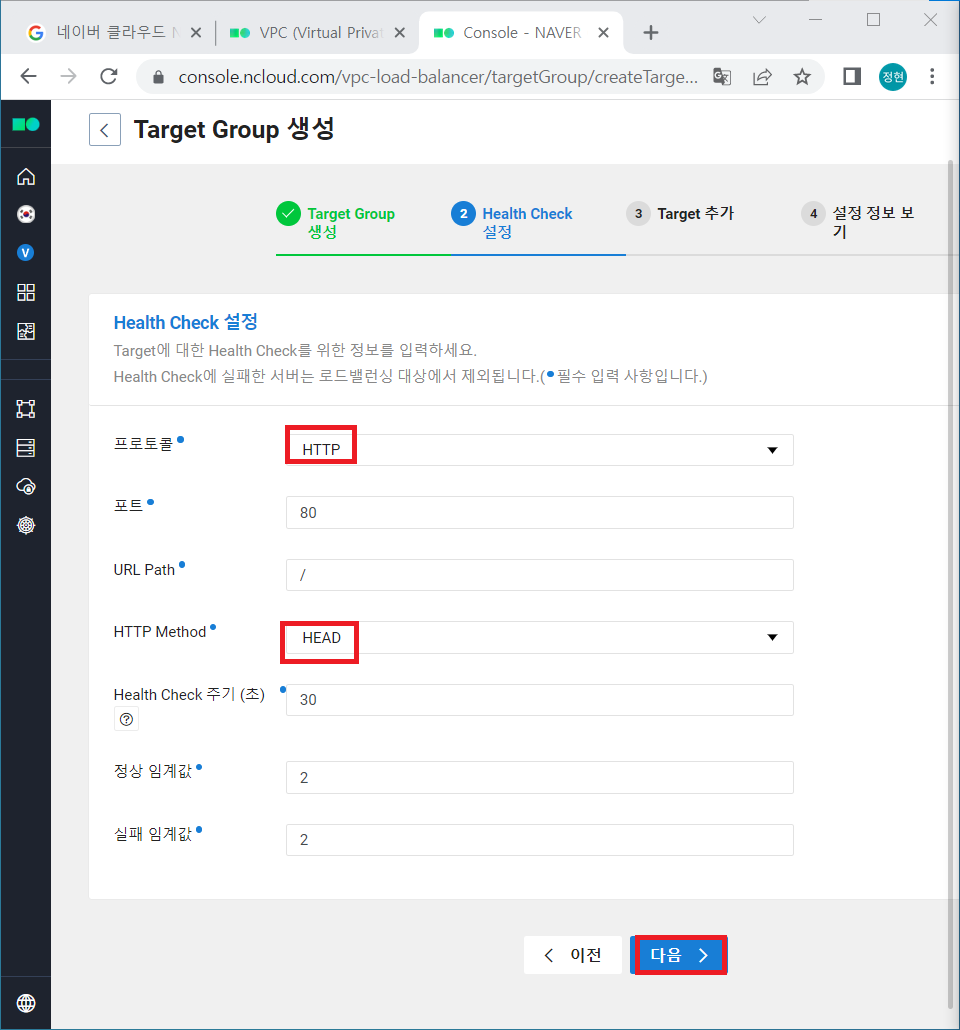 네이버 클라우드 N
VPC (Virtual Privat
Console - NAVER
console.ncloud.com/vpc-load-balancer/targetGroup/createTarge...
정현
Target Group 생성
V
Target Group
생성
2 Health Check
설정
3 Target 추가
4 설정 정보 보
기
Health Check 설정
Target에 대한 Health Check를 위한 정보를 입력하세요.
Health Check에 실패한 서버는 로드밸런싱 대상에서 제외됩니다.(•필수 입력 사항입니다.)
프로토콜 HTTP
포트 80
URL Path /
HTTP Method HEAD
Health Check 주기 (초) 30
?
정상 임계값 2
실패 임계값 2
이전 다음